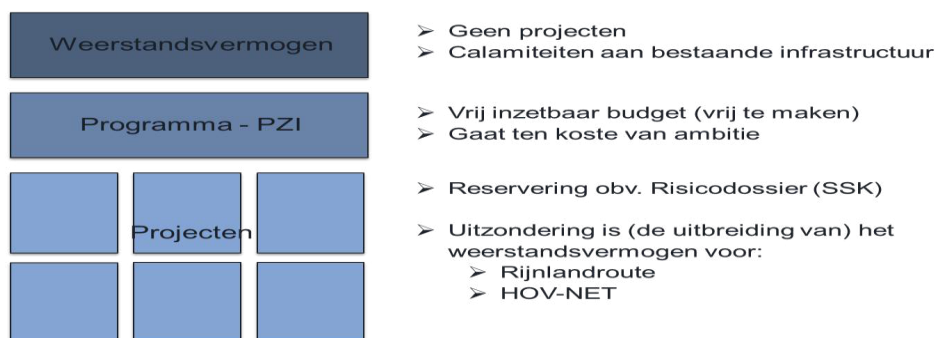 Weerstandsvermogen
➢ Geen projecten
➢ Calamiteiten aan bestaande infrastructuur
Programma - PZI
➢ Vrij inzetbaar budget (vrij te maken)
➢ Gaat ten koste van ambitie
Projecten
➢ Reservering obv. Risicodossier (SSK)
➢ Uitzondering is (de uitbreiding van) het
weerstandsvermogen voor:
➢ Rijnlandroute
➢ HOV-NET